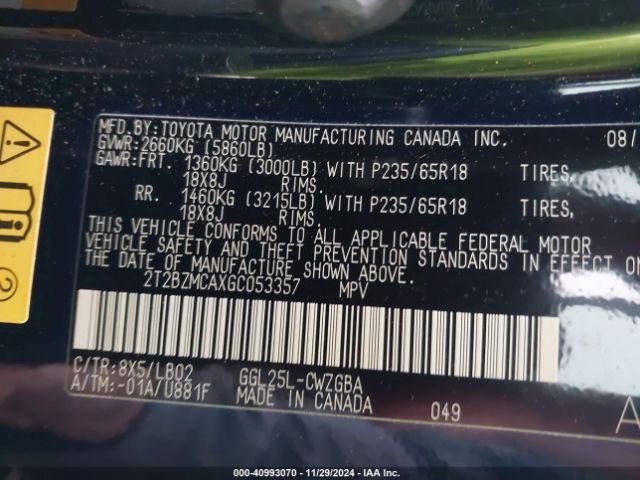 MFD.BY:TOYOTA MOTOR MANUFACTURING CANADA INC. 08/
GVWR:2660KG (5860LB)
GAWR:FRT. 1360KG (3000LB) WITH P235/65R18 TIRES,
18X8J RIMS.
RR. 1460KG (3215LB) WITH P235/65R18 TIRES,
18X8J RIMS.
THIS VEHICLE CONFORMS TO ALL APPLICABLE FEDERAL MOTOR
VEHICLE SAFETY AND THEFT PREVENTION STANDARDS IN EFFECT
THE DATE OF MANUFACTURE SHOWN ABOVE.
2T2BZMCAXGC053357 MPV
C/TR:8X5/LB02 GGL25L-CWZGBA
A/TM:-01A/U881F MADE IN CANADA 049
A
000-40993070 - 11/29/2024 - IAA Inc.